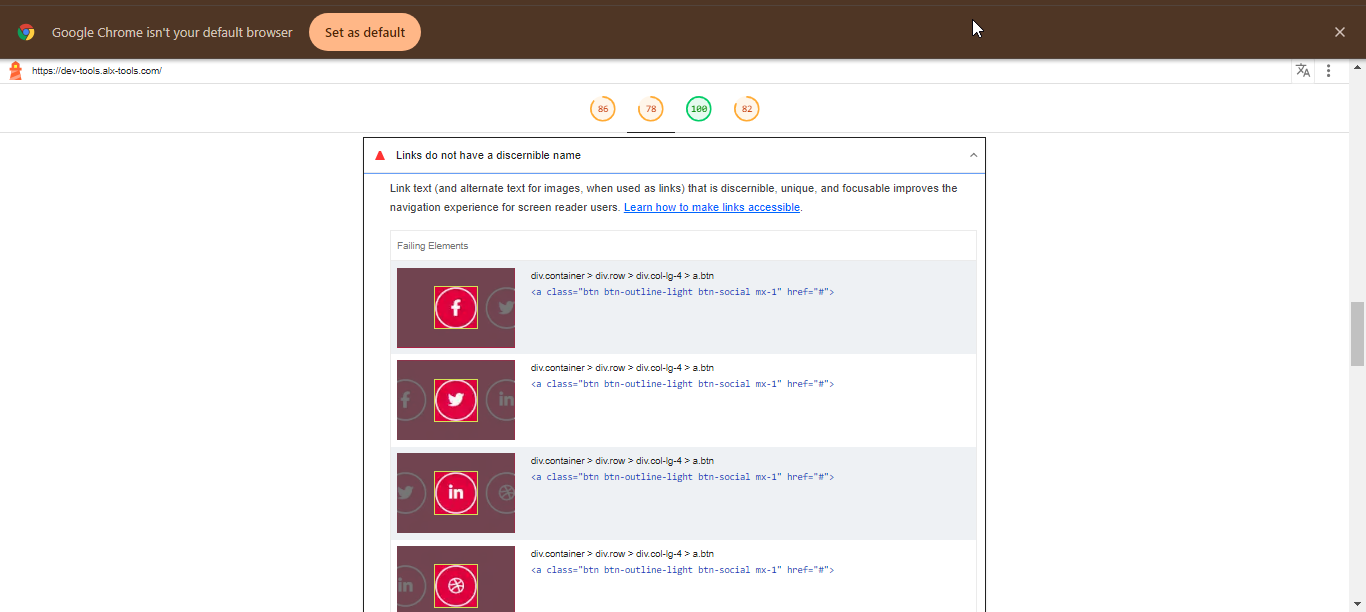 Google Chrome isn't your default browser
Set as default
https://dev-tools.alx-tools.com/
86
78
100
82
Links do not have a discernible name
Link text (and alternate text for images, when used as links) that is discernible, unique, and focusable improves the
navigation experience for screen reader users. Learn how to make links accessible.
Failing Elements
div.container > div.row > div.col-lg-4 > a.btn
<a class="btn btn-outline-light btn-social mx-1" href="#">
div.container > div.row > div.col-lg-4 > a.btn
<a class="btn btn-outline-light btn-social mx-1" href="#">
in
div.container > div.row > div.col-lg-4 > a.btn
<a class="btn btn-outline-light btn-social mx-1" href="#">
in
in
div.container > div.row > div.col-lg-4 > a.btn
<a class="btn btn-outline-light btn-social mx-1" href="#">